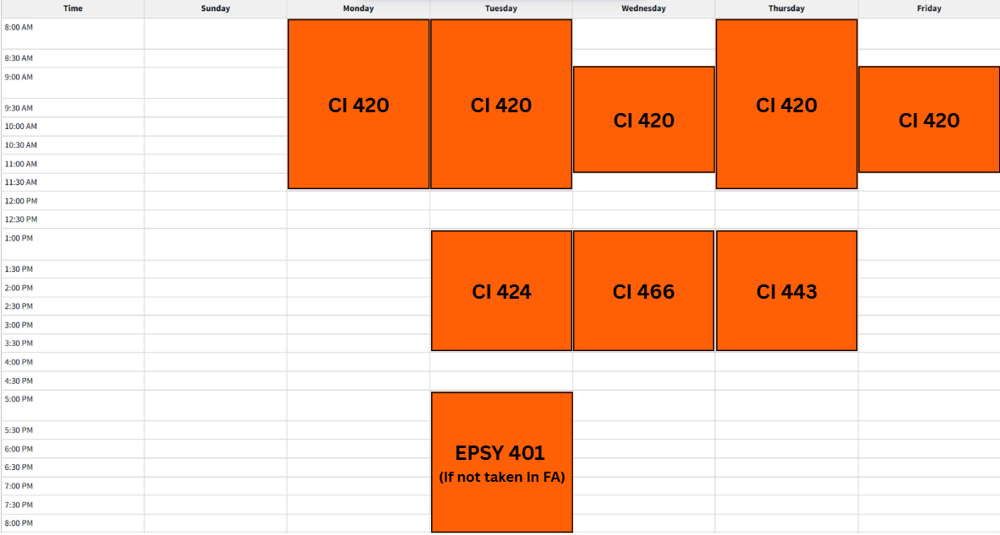 Time Sunday Monday Tuesday Wednesday Thursday Friday
8:00 AM
8:30 AM
9:00 AM
9:30 AM
CI 420 CI 420 CI 420
CI 420 CI 420
10:00 AM
10:30 AM
11:00 AM
11:30 AM
12:00 PM
12:30 PM
1:00 PM
1:30 PM
2:00 PM
CI 424 CI 466 CI 443
2:30 PM
3:00 PM
3:30 PM
4:00 PM
4:30 PM
5:00 PM
5:30 PM
6:00 PM
EPSY 401
6:30 PM
(if not taken in FA)
7:00 PM
7:30 PM
8:00 PM